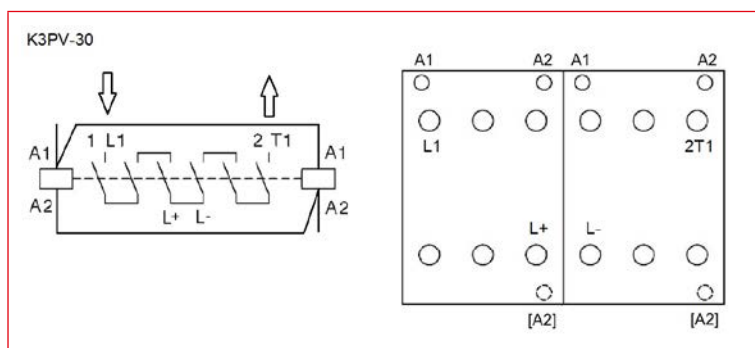 K3PV-30
1 L1 2 T1
A1 A1
A2 A2
L+ L-
A1 A2 A1 A2
L1 2T1
L+ L-
[A2] [A2]